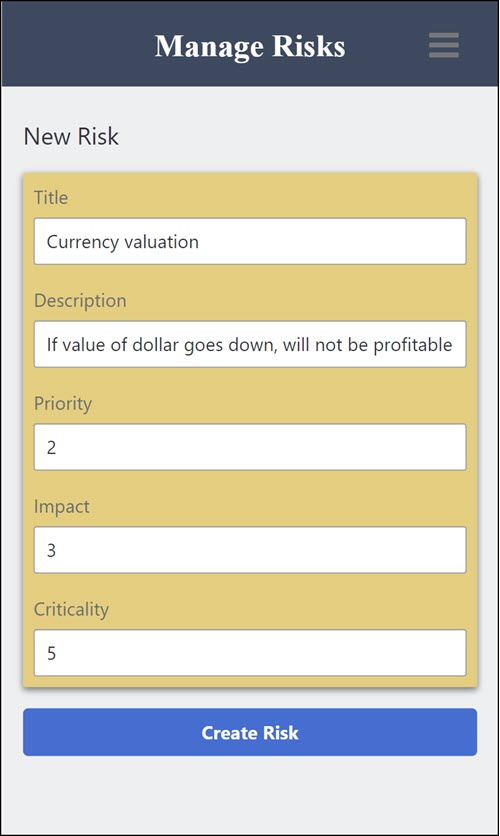 Manage Risks
New Risk
Title
Currency valuation
Description
If value of dollar goes down, will not be profitable
Priority
2
Impact
3
Criticality
5
Create Risk